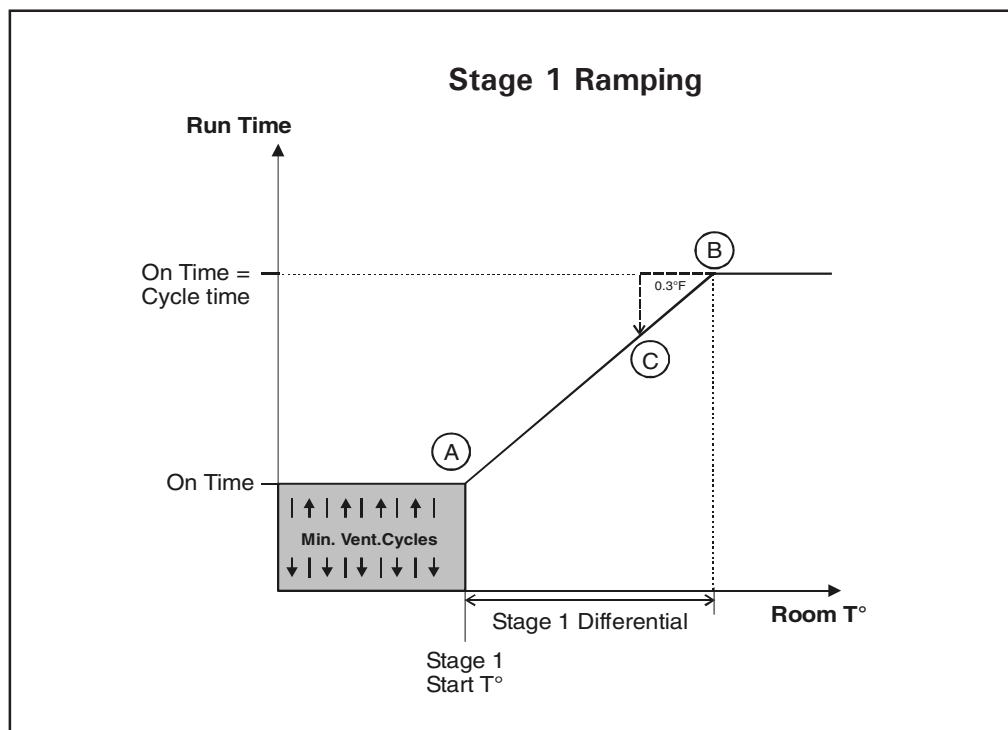 Stage 1 Ramping
Run Time
B
On Time =
Cycle time
0.3°F
C
A
On Time
Min. Vent.Cycles
Room T°
Stage 1 Differential
Stage 1
Start T°